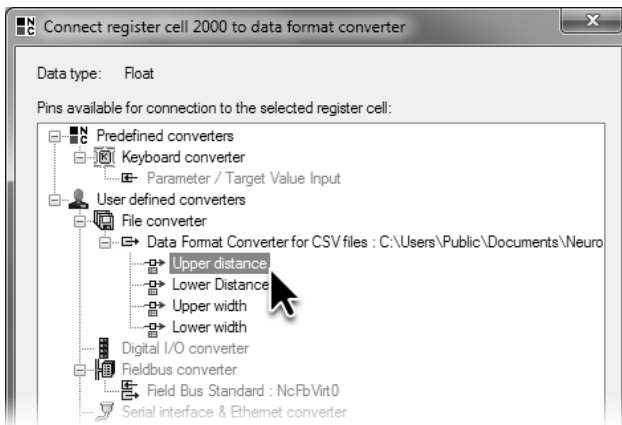 Connect register cell 2000 to data format converter
Data type: Float
Pins available for connection to the selected register cell:
Predefined converters
Keyboard converter
Parameter / Target Value Input
User defined converters
File converter
Data Format Converter for CSV files : C:\Users\Public\Documents\Neuro
Upper distance
Lower Distance
Upper width
Lower width
Digital I/O converter
Fieldbus converter
Field Bus Standard : NcFbVirt0
Serial interface & Ethernet converter